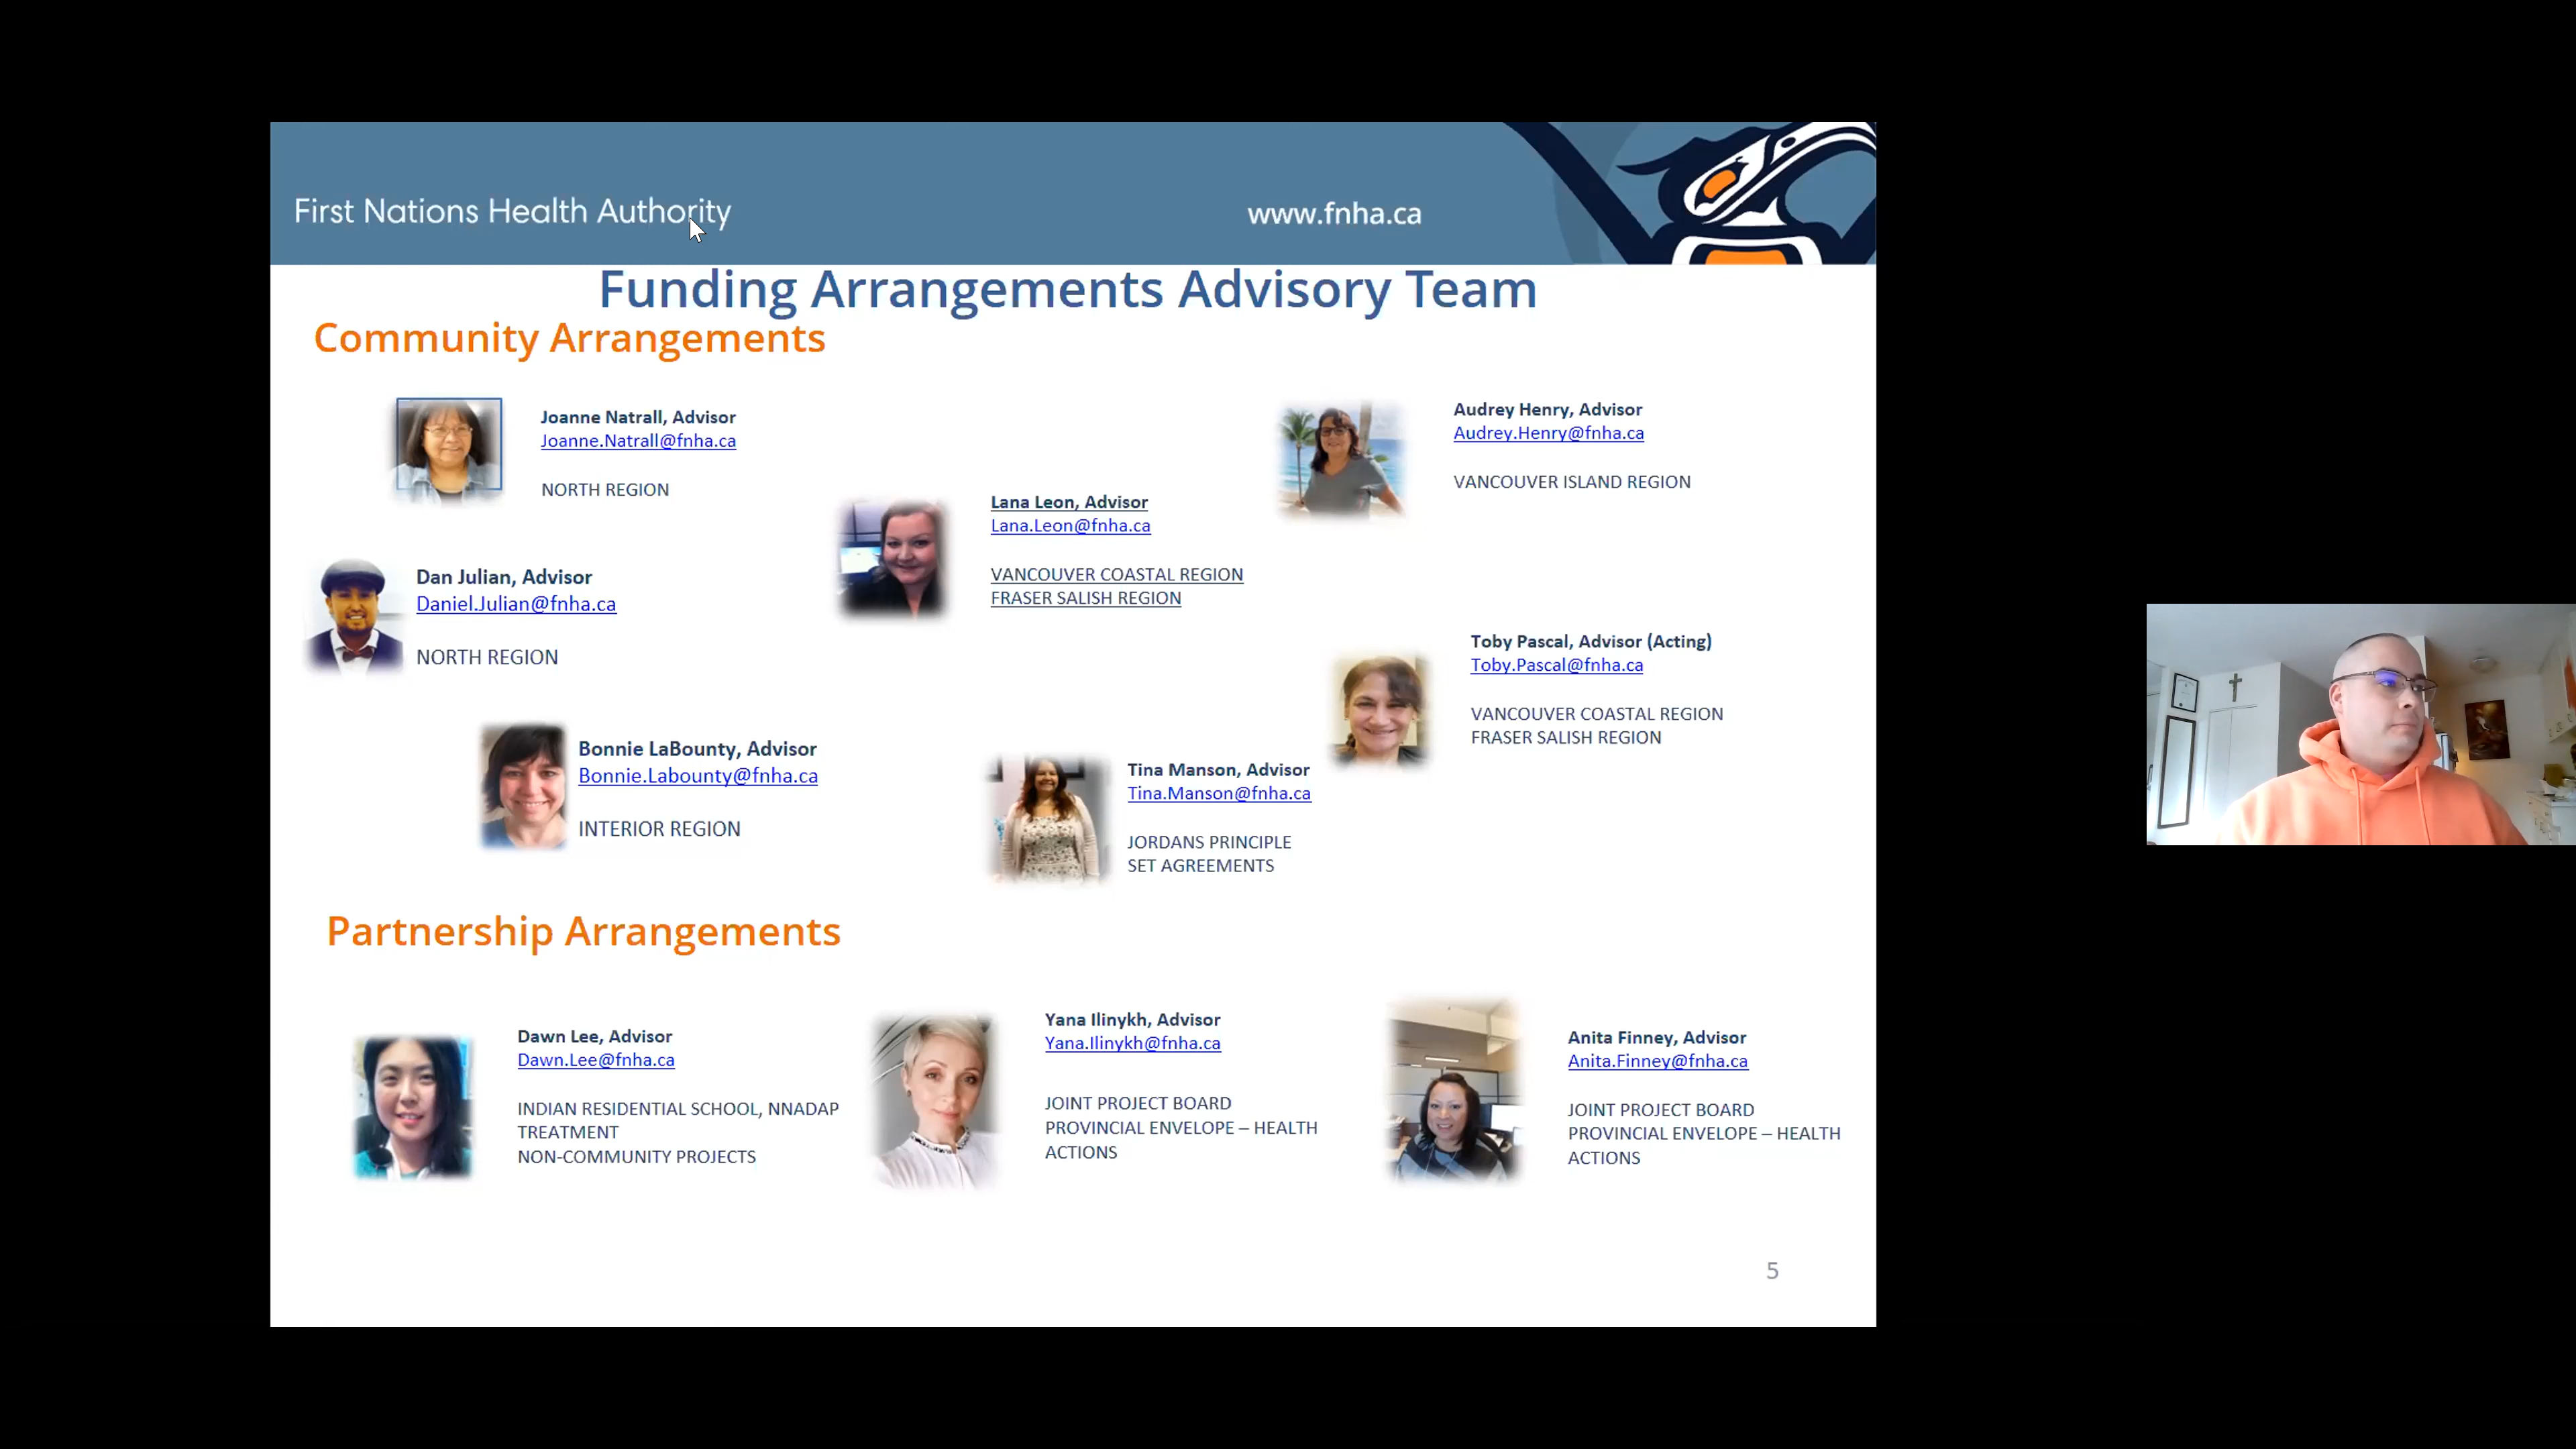 First Nations Health Authority
www.fnha.ca
Funding Arrangements Advisory Team
Community Arrangements
Joanne Natrall, Advisor
Joanne.Natrall@fnha.ca
NORTH REGION
Audrey Henry, Advisor
Audrey.Henry@fnha.ca
VANCOUVER ISLAND REGION
Lana Leon, Advisor
Lana.Leon@fnha.ca
VANCOUVER COASTAL REGION
FRASER SALISH REGION
Dan Julian, Advisor
Daniel.Julian@fnha.ca
NORTH REGION
Toby Pascal, Advisor (Acting)
Toby.Pascal@fnha.ca
VANCOUVER COASTAL REGION
FRASER SALISH REGION
Bonnie LaBounty, Advisor
Bonnie.Labounty@fnha.ca
INTERIOR REGION
Tina Manson, Advisor
Tina.Manson@fnha.ca
JORDANS PRINCIPLE
SET AGREEMENTS
Partnership Arrangements
Dawn Lee, Advisor
Dawn.Lee@fnha.ca
INDIAN RESIDENTIAL SCHOOL, NNADAP
TREATMENT
NON-COMMUNITY PROJECTS
Yana Ilinykh, Advisor
Yana.Ilinykh@fnha.ca
JOINT PROJECT BOARD
PROVINCIAL ENVELOPE – HEALTH
ACTIONS
Anita Finney, Advisor
Anita.Finney@fnha.ca
JOINT PROJECT BOARD
PROVINCIAL ENVELOPE – HEALTH
ACTIONS
5